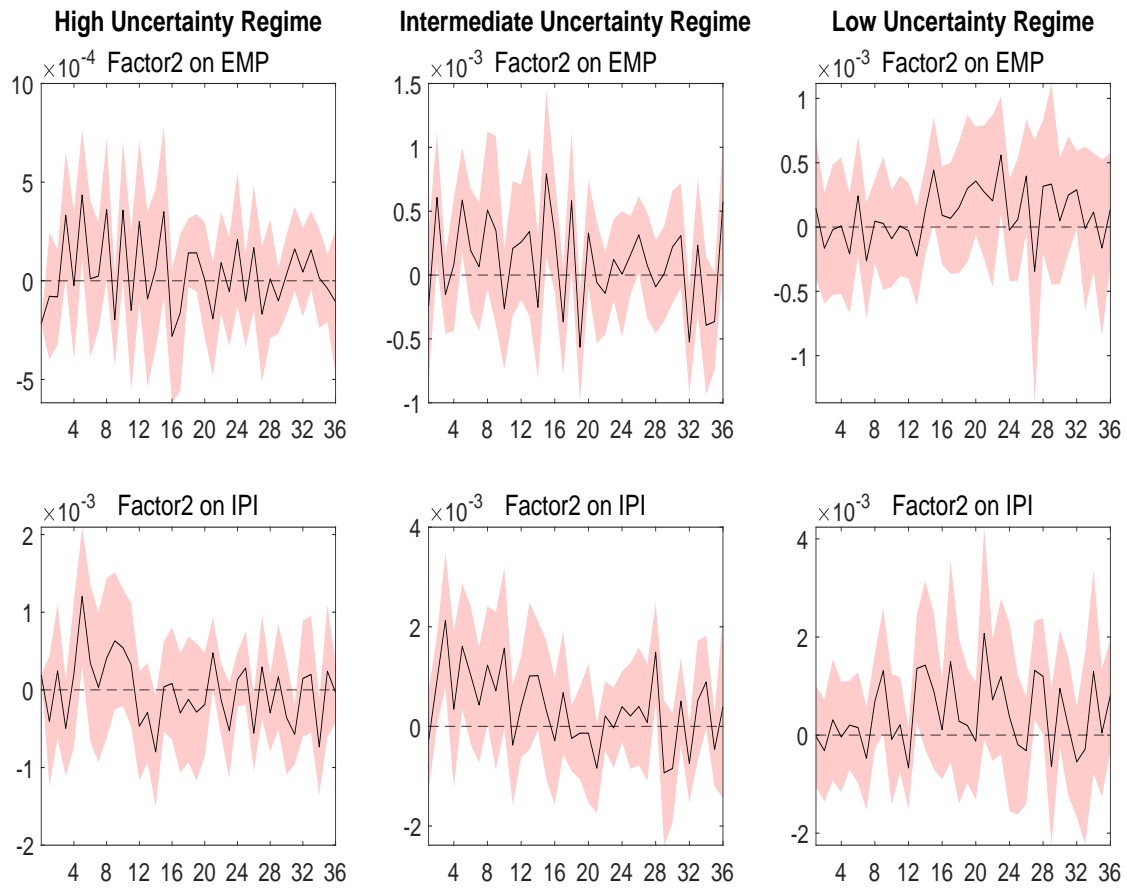 High Uncertainty Regime Intermediate Uncertainty Regime Low Uncertainty Regime
×10⁻⁴ Factor2 on EMP ×10⁻³ Factor2 on EMP ×10⁻³ Factor2 on EMP
10 1.5 1
1
5 0.5
0.5 0
0 0
-0.5
-0.5
-5 -1
-1
4 8 12 16 20 24 28 32 36 4 8 12 16 20 24 28 32 36 4 8 12 16 20 24 28 32 36
×10⁻³ Factor2 on IPI ×10⁻³ Factor2 on IPI ×10⁻³ Factor2 on IPI
2 4 4
1 2 2
0 0 0
-1
-2 -2 -2
4 8 12 16 20 24 28 32 36 4 8 12 16 20 24 28 32 36 4 8 12 16 20 24 28 32 36